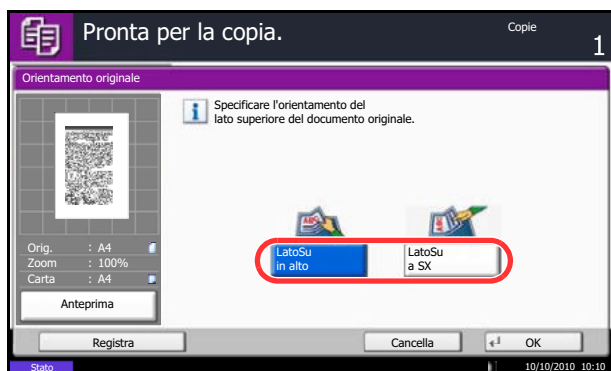 Pronta per la copia.
Copie
1
Orientamento originale
Specificare l'orientamento del
lato superiore del documento originale.
ABC
Orig. : A4
Zoom : 100%
Carta : A4
Anteprima
LatoSu
in alto
LatoSu
a SX
Registra
Cancella
OK
Stato
10/10/2010 10:10